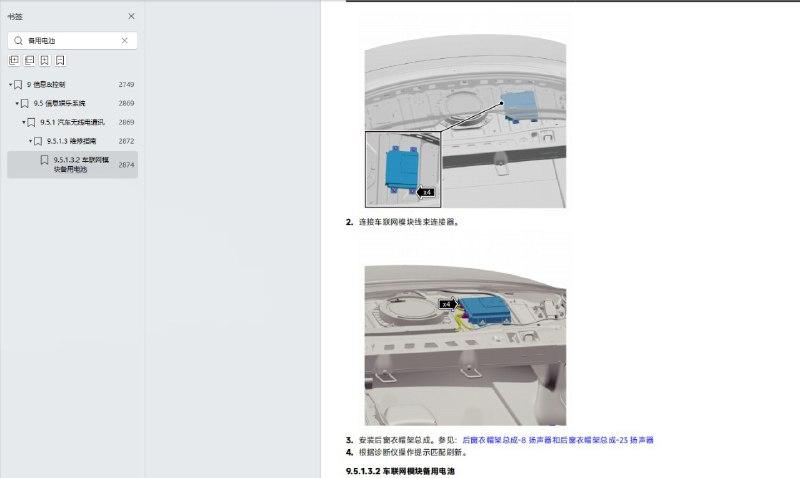 书签
备用电池
9 信息&控制 2749
9.5 信息娱乐系统 2869
9.5.1 汽车无线电通讯 2869
9.5.1.3 维修指南 2872
9.5.1.3.2 车联网模
块备用电池 2874
x4
2. 连接车联网模块线束连接器。
x4
3. 安装后窗衣帽架总成。参见：后窗衣帽架总成-8 扬声器和后窗衣帽架总成-23 扬声器
4. 根据诊断仪操作提示匹配刷新。
9.5.1.3.2 车联网模块备用电池